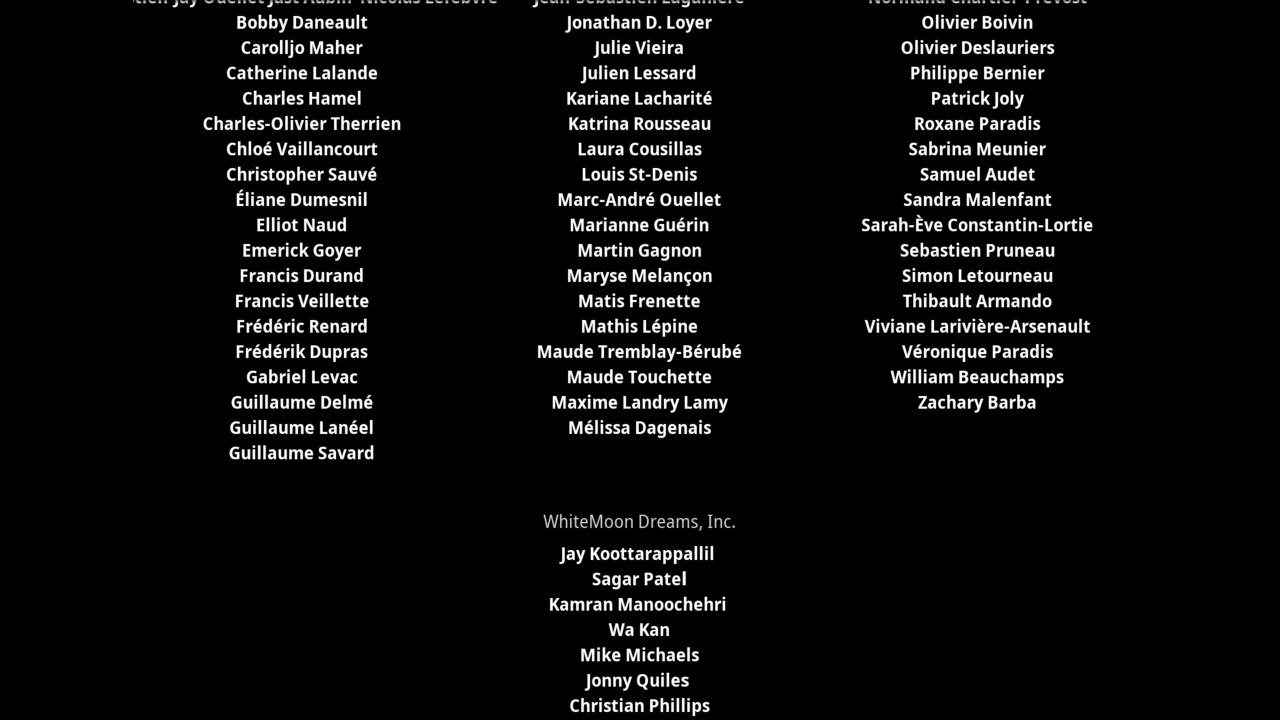 Bobby Daneault
Carolljo Maher
Catherine Lalande
Charles Hamel
Charles-Olivier Therrien
Chloé Vaillancourt
Christopher Sauvé
Éliane Dumesnil
Elliot Naud
Emerick Goyer
Francis Durand
Francis Veillette
Frédéric Renard
Frédérik Dupras
Gabriel Levac
Guillaume Delmé
Guillaume Lanéel
Guillaume Savard
Jonathan D. Loyer
Julie Vieira
Julien Lessard
Kariane Lacharité
Katrina Rousseau
Laura Cousillas
Louis St-Denis
Marc-André Ouellet
Marianne Guérin
Martin Gagnon
Maryse Melançon
Matis Frenette
Mathis Lépine
Maude Tremblay-Bérubé
Maude Touchette
Maxime Landry Lamy
Mélissa Dagenais
Olivier Boivin
Olivier Deslauriers
Philippe Bernier
Patrick Joly
Roxane Paradis
Sabrina Meunier
Samuel Audet
Sandra Malenfant
Sarah-Ève Constantin-Lortie
Sebastien Pruneau
Simon Letourneau
Thibault Armando
Viviane Larivière-Arsenault
Véronique Paradis
William Beauchamps
Zachary Barba
WhiteMoon Dreams, Inc.
Jay Koottarappallil
Sagar Patel
Kamran Manoochehri
Wa Kan
Mike Michaels
Jonny Quiles
Christian Phillips